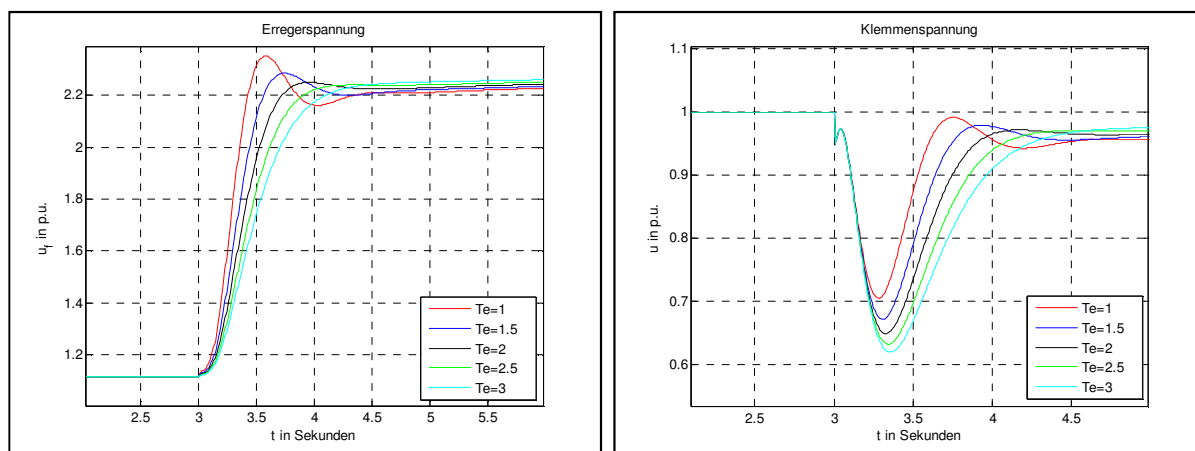 Erregerspannung
u_f in p.u.
2.2
2
1.8
1.6
1.4
1.2
2.5 3 3.5 4 4.5 5 5.5
t in Sekunden
Te=1
Te=1.5
Te=2
Te=2.5
Te=3
Klemmenspannung
u in p.u.
1.1
1
0.9
0.8
0.7
0.6
2.5 3 3.5 4 4.5
t in Sekunden
Te=1
Te=1.5
Te=2
Te=2.5
Te=3